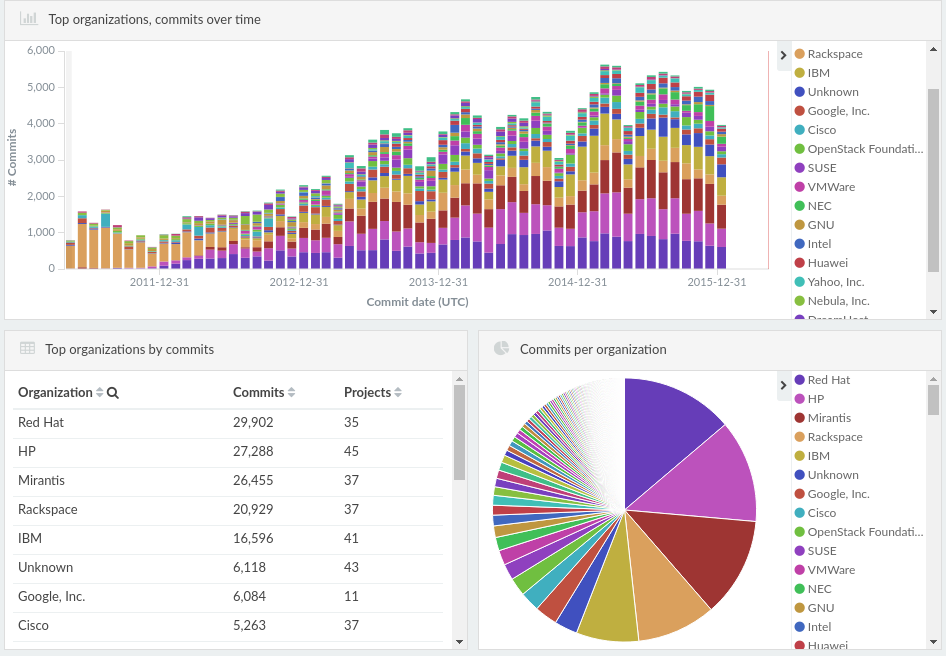 Top organizations, commits over time
6,000
5,000
4,000
3,000
2,000
1,000
0
# Commits
2011-12-31
2012-12-31
2013-12-31
2014-12-31
2015-12-31
Commit date (UTC)
Rackspace
IBM
Unknown
Google, Inc.
Cisco
OpenStack Foundati...
SUSE
VMWare
NEC
GNU
Intel
Huawei
Yahoo, Inc.
Nebula, Inc.
DreamHost
Top organizations by commits
Organization Commits Projects
Red Hat 29,902 35
HP 27,288 45
Mirantis 26,455 37
Rackspace 20,929 37
IBM 16,596 41
Unknown 6,118 43
Google, Inc. 6,084 11
Cisco 5,263 37
Commits per organization
Red Hat
HP
Mirantis
Rackspace
IBM
Unknown
Google, Inc.
Cisco
OpenStack Foundati...
SUSE
VMWare
NEC
GNU
Intel
Huawei